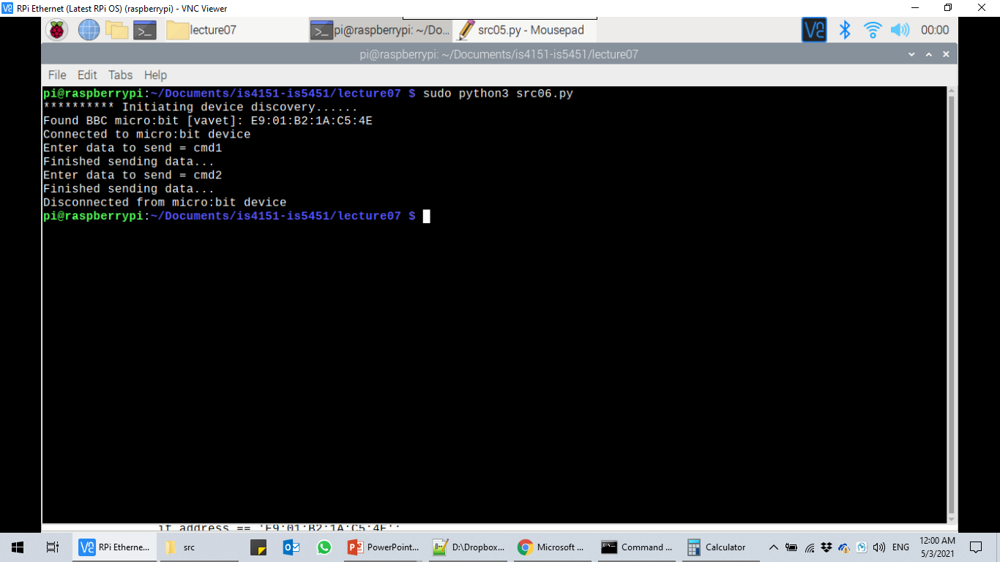 RPi Ethernet (Latest RPi OS) (raspberrypi) - VNC Viewer
lecture07
pi@raspberrypi: ~/Do...
src05.py - Mousepad
00:00
pi@raspberrypi: ~/Documents/is4151-is5451/lecture07
File Edit Tabs Help
pi@raspberrypi:~/Documents/is4151-is5451/lecture07 $ sudo python3 src06.py
********** Initiating device discovery......
Found BBC micro:bit [vavet]: E9:01:B2:1A:C5:4E
Connected to micro:bit device
Enter data to send = cmd1
Finished sending data...
Enter data to send = cmd2
Finished sending data...
Disconnected from micro:bit device
pi@raspberrypi:~/Documents/is4151-is5451/lecture07 $
if address == 'E9:01:B2:1A:C5:4E':
RPi Etherne...
src
PowerPoint...
D:\Dropbox...
Microsoft ...
Command ...
Calculator
ENG
12:00 AM
5/3/2021